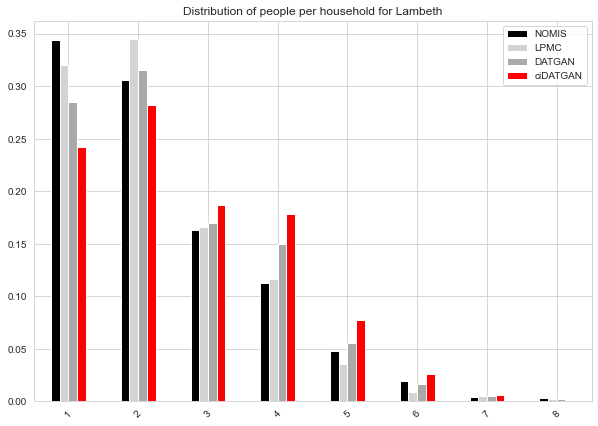 Distribution of people per household for Lambeth
NOMIS
LPMC
DATGAN
ciDATGAN
0.35
0.30
0.25
0.20
0.15
0.10
0.05
0.00
1 2 3 4 5 6 7 8